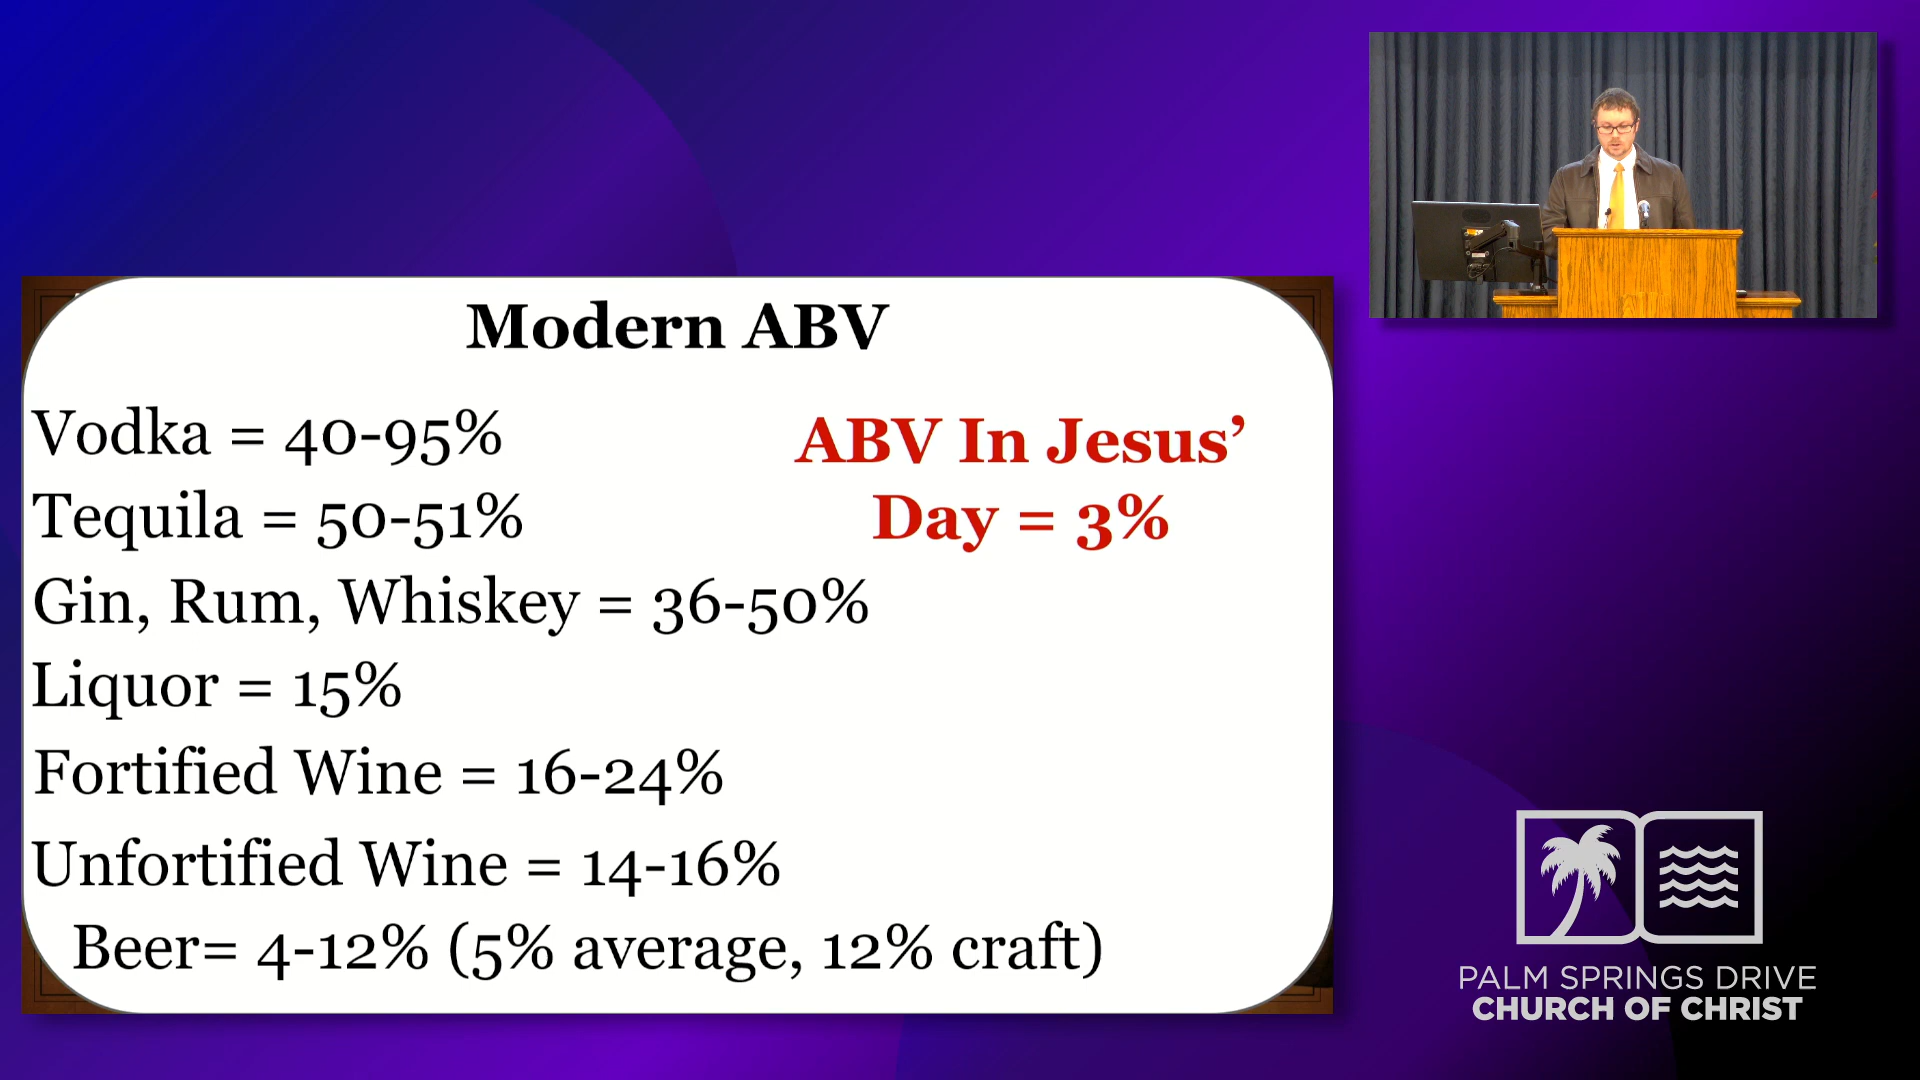 Modern ABV
Vodka = 40-95%
Tequila = 50-51%
Gin, Rum, Whiskey = 36-50%
Liquor = 15%
Fortified Wine = 16-24%
Unfortified Wine = 14-16%
Beer= 4-12% (5% average, 12% craft)
ABV In Jesus’
Day = 3%
PALM SPRINGS DRIVE
CHURCH OF CHRIST